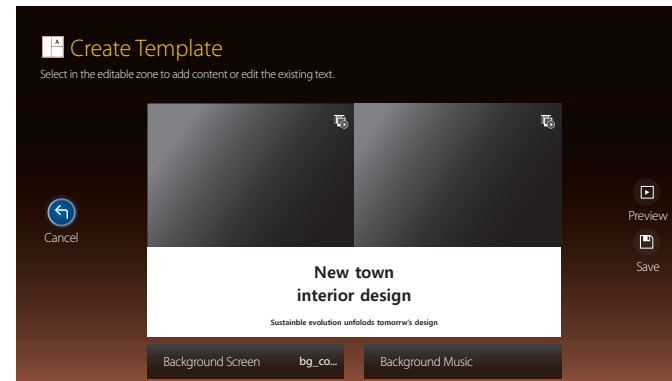 A
Create Template
Select in the editable zone to add content or edit the existing text.
Cancel
Preview
Save
New town
interior design
Sustainble evolution unfolods tomorrw's design
Background Screen bg_co...
Background Music